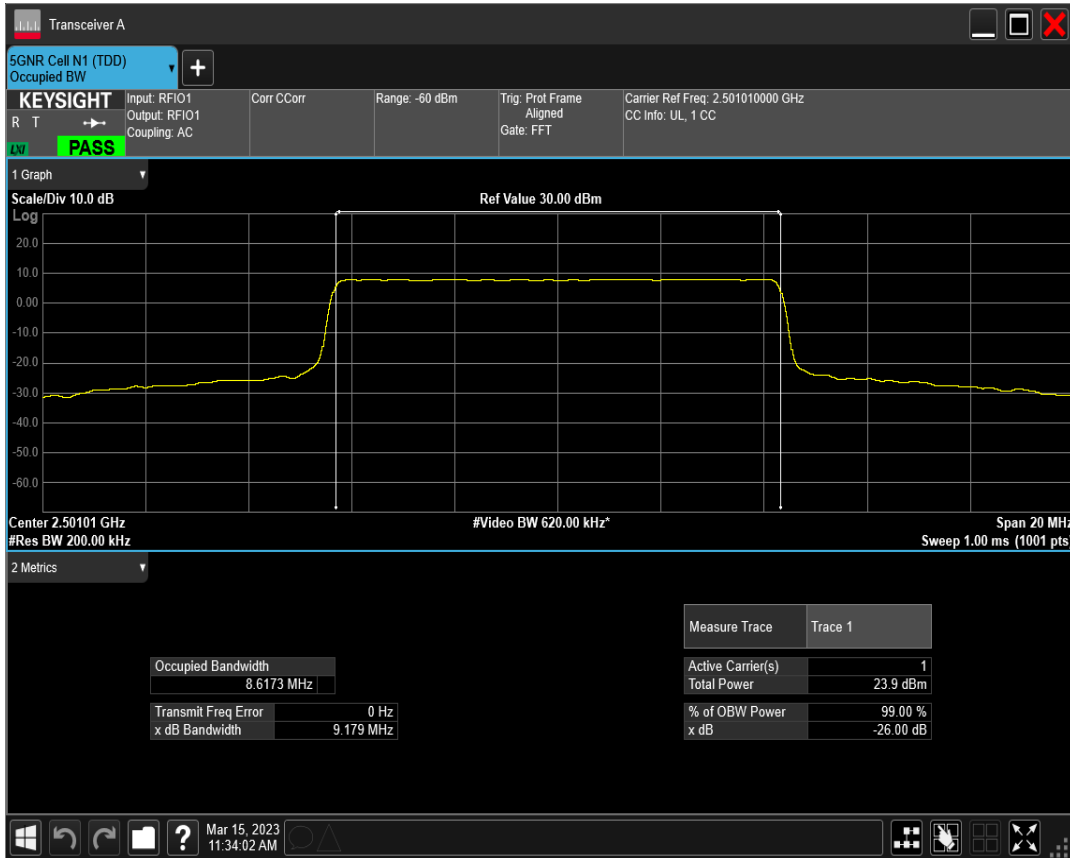 Transceiver A
5GNR Cell N1 (TDD)
Occupied BW
+
KEYSIGHT
R T
LXI
PASS
Input: RFIO1
Output: RFIO1
Coupling: AC
Corr CCorr
Range: -60 dBm
Trig: Prot Frame
Aligned
Gate: FFT
Carrier Ref Freq: 2.501010000 GHz
CC Info: UL, 1 CC
1 Graph
Scale/Div 10.0 dB
Ref Value 30.00 dBm
Log
20.0
10.0
0.00
-10.0
-20.0
-30.0
-40.0
-50.0
-60.0
Center 2.50101 GHz
#Video BW 620.00 kHz*
Span 20 MHz
#Res BW 200.00 kHz
Sweep 1.00 ms (1001 pts)
2 Metrics
Measure Trace Trace 1
Occupied Bandwidth
8.6173 MHz
Active Carrier(s) 1
Total Power 23.9 dBm
Transmit Freq Error 0 Hz
x dB Bandwidth 9.179 MHz
% of OBW Power 99.00 %
x dB -26.00 dB
?
Mar 15, 2023
11:34:02 AM